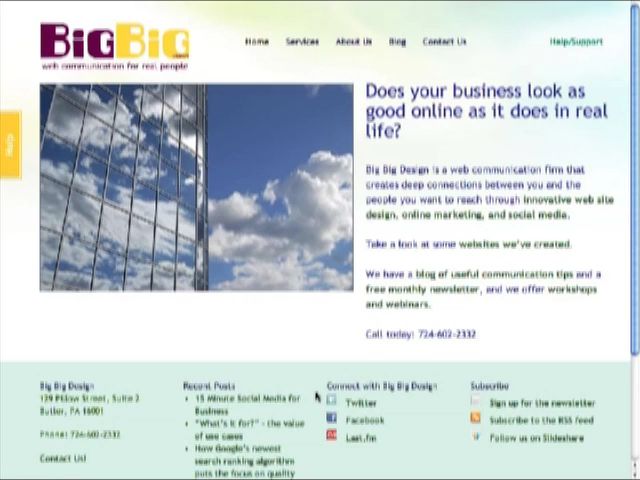 BiGBiG
web communication for real people
Home Services About Us Blog Contact Us Help/Support
Help!
Does your business look as
good online as it does in real
life?
Big Big Design is a web communication firm that
creates deep connections between you and the
people you want to reach through innovative web site
design, online marketing, and social media.
Take a look at some websites we've created.
We have a blog of useful communication tips and a
free monthly newsletter, and we offer workshops
and webinars.
Call today: 724-602-2332
Big Big Design
Street, Suite 2
Butler, PA 16001
Phone: 724-602-2332
Contact Us!
Recent Posts
15 Minute Social Media for
Business
"What's it for?" - the value
of use cases
How Google's newest
search ranking algorithm
puts the focus on quality
Connect with Big Big Design
Twitter
Facebook
Last.fm
Subscribe
Sign up for the newsletter
Subscribe to the RSS feed
Follow us on Slideshare